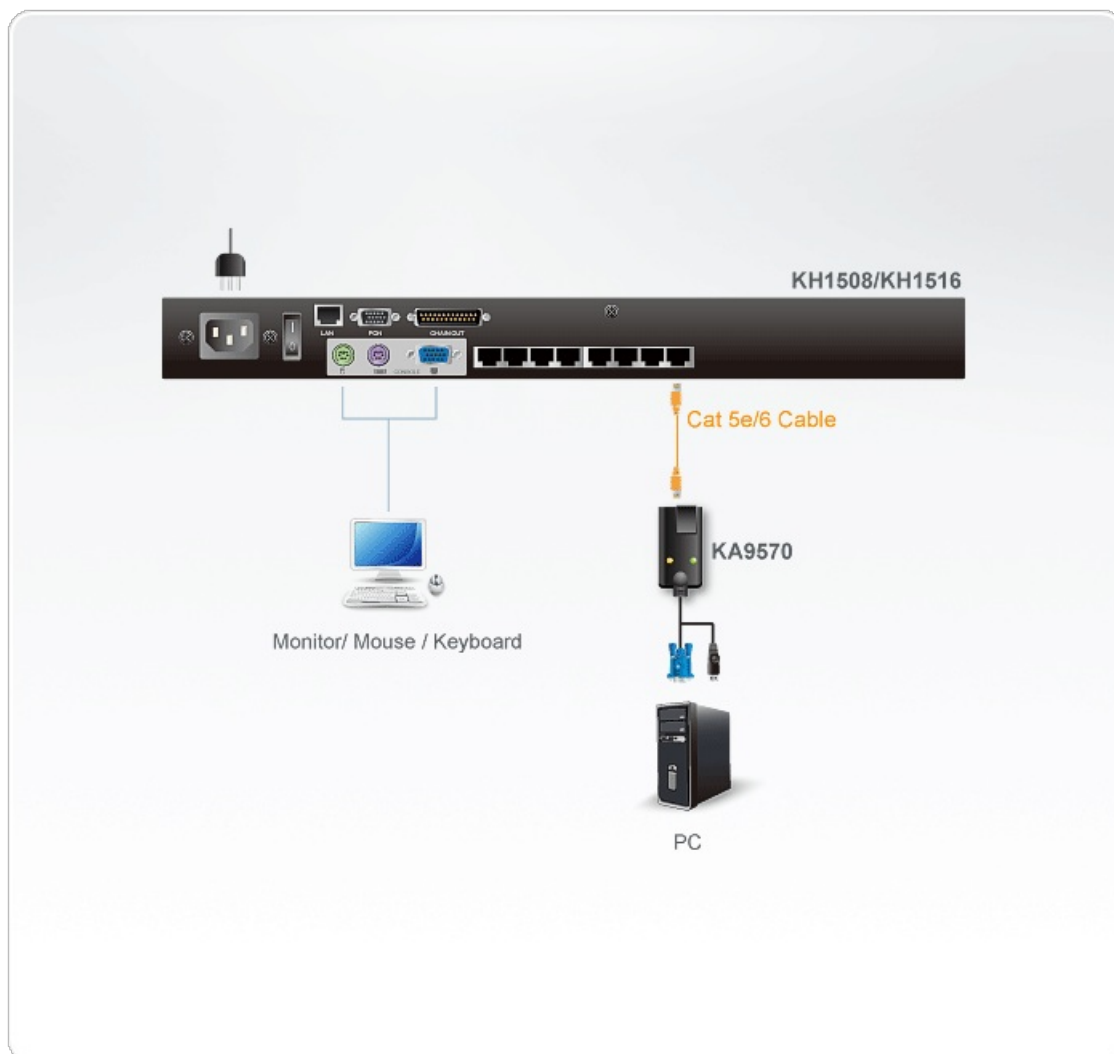 KH1508/KH1516
LAN
PON
CHAIN OUT
CONSOLE
Cat 5e/6 Cable
KA9570
Monitor/ Mouse / Keyboard
PC